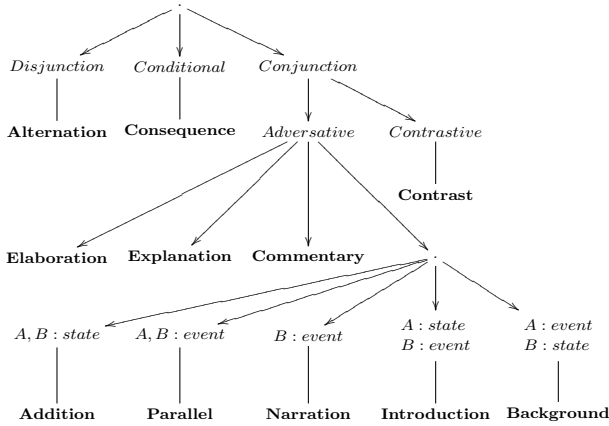 Disjunction Conditional Conjunction
Alternation Consequence Adversative Contrastive
Contrast
Elaboration Explanation Commentary
A, B : state A, B : event B : event A : state A : event
B : event B : state
Addition Parallel Narration Introduction Background